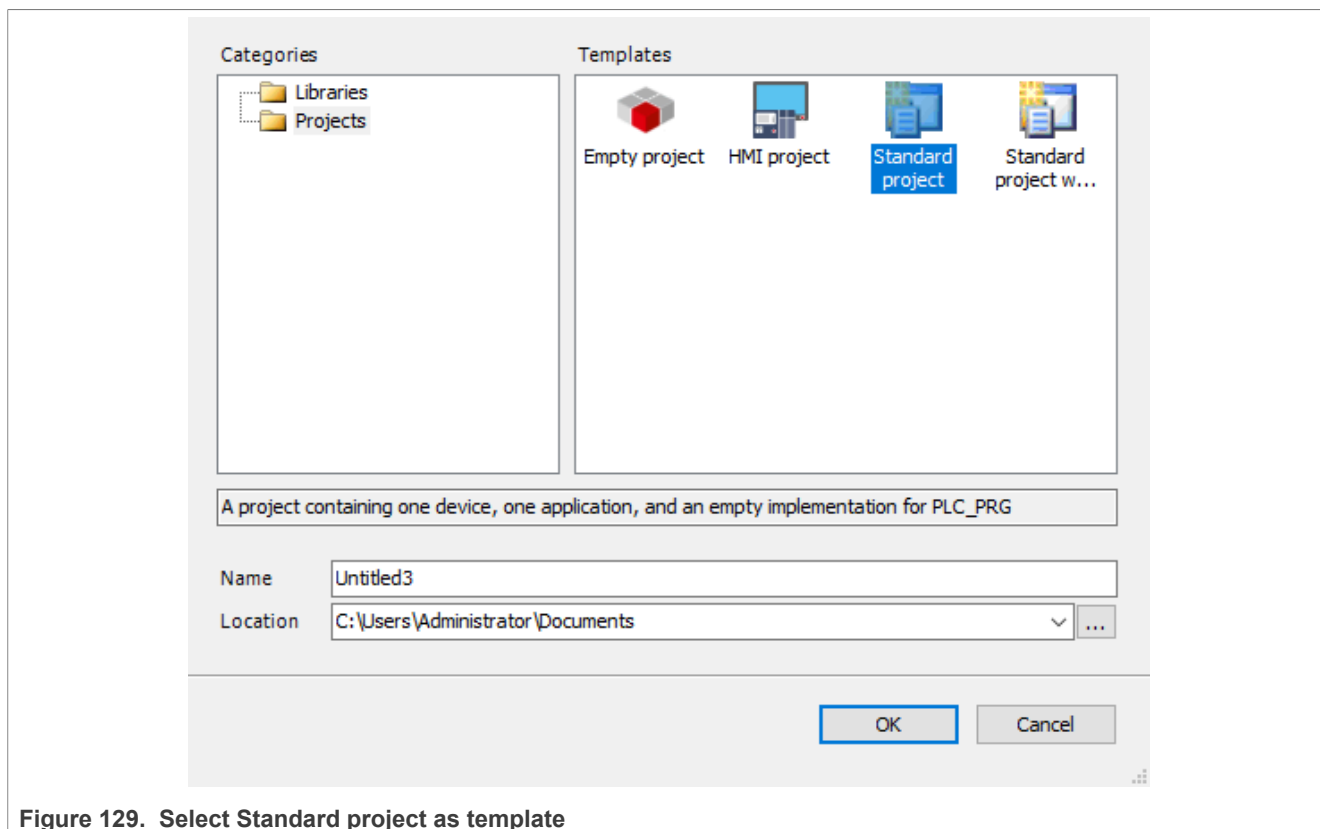 Categories
Templates
Libraries
Projects
Empty project
HMI project
Standard
project
Standard
project w...
A project containing one device, one application, and an empty implementation for PLC_PRG
Name
Untitled3
Location
C:\Users\Administrator\Documents
...
OK
Cancel
Figure 129. Select Standard project as template